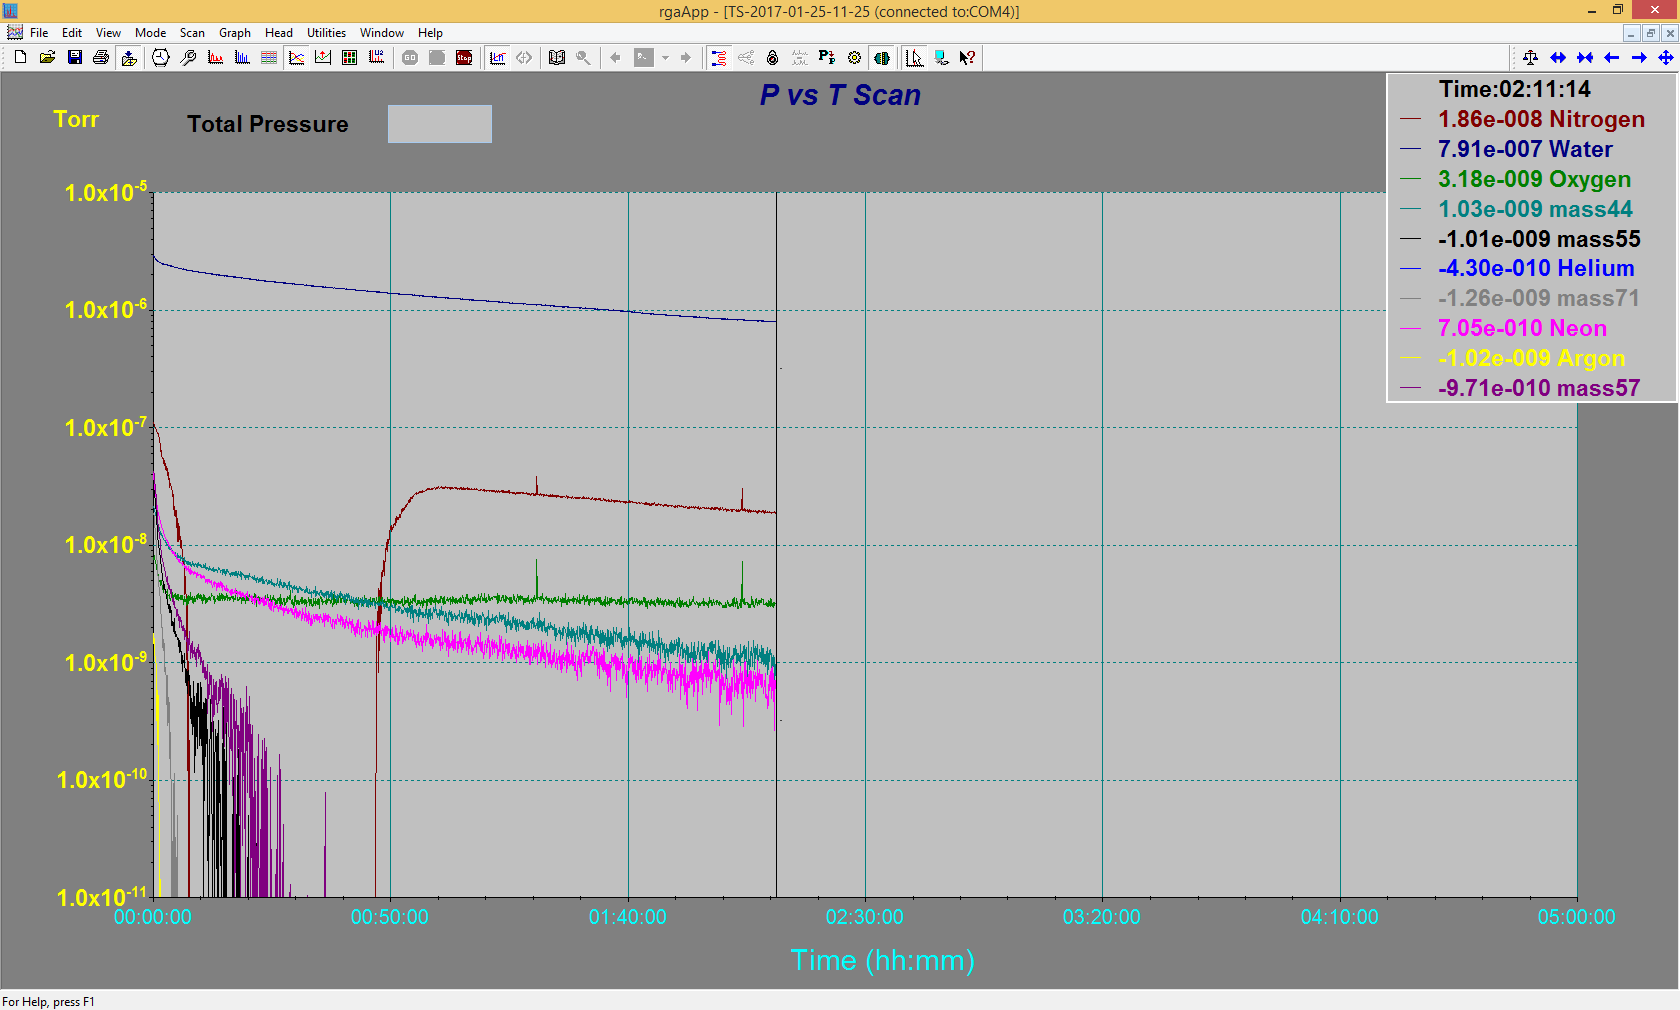 rgaApp - [TS-2017-01-25-11-25 (connected to:COM4)]
File Edit View Mode Scan Graph Head Utilities Window Help
GO Stop
P vs T Scan
Torr
Total Pressure
Time:02:11:14
1.86e-008 Nitrogen
7.91e-007 Water
3.18e-009 Oxygen
1.03e-009 mass44
-1.01e-009 mass55
-4.30e-010 Helium
-1.26e-009 mass71
7.05e-010 Neon
-1.02e-009 Argon
-9.71e-010 mass57
1.0x10-5
1.0x10-6
1.0x10-7
1.0x10-8
1.0x10-9
1.0x10-10
1.0x10-11
00:00:00 00:50:00 01:40:00 02:30:00 03:20:00 04:10:00 05:00:00
Time (hh:mm)
For Help, press F1